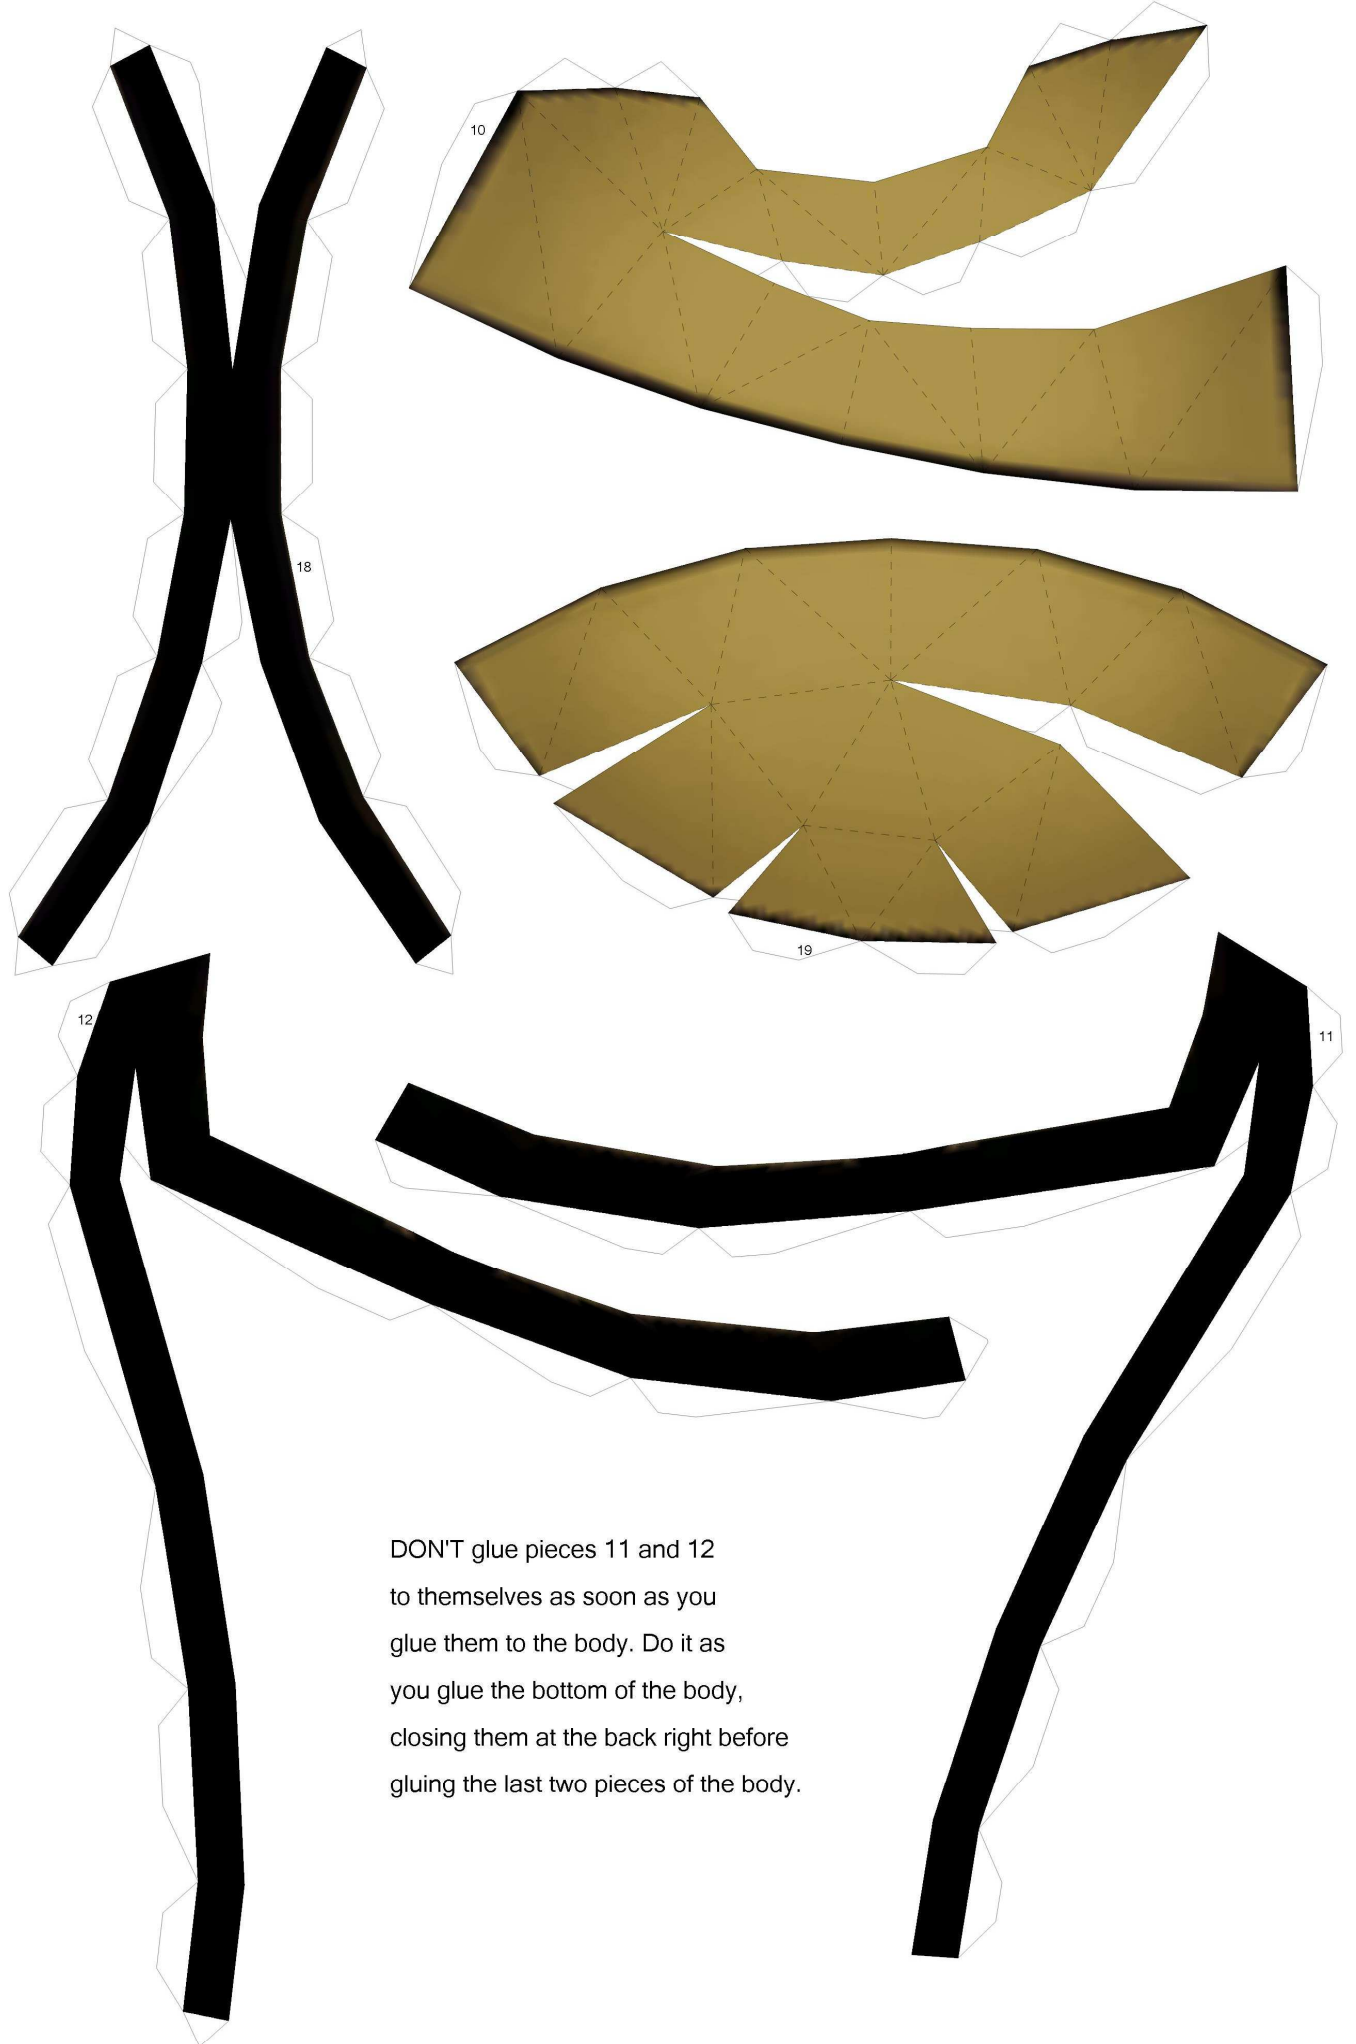 10
18
19
12
11
DON'T glue pieces 11 and 12
to themselves as soon as you
glue them to the body. Do it as
you glue the bottom of the body,
closing them at the back right before
gluing the last two pieces of the body.